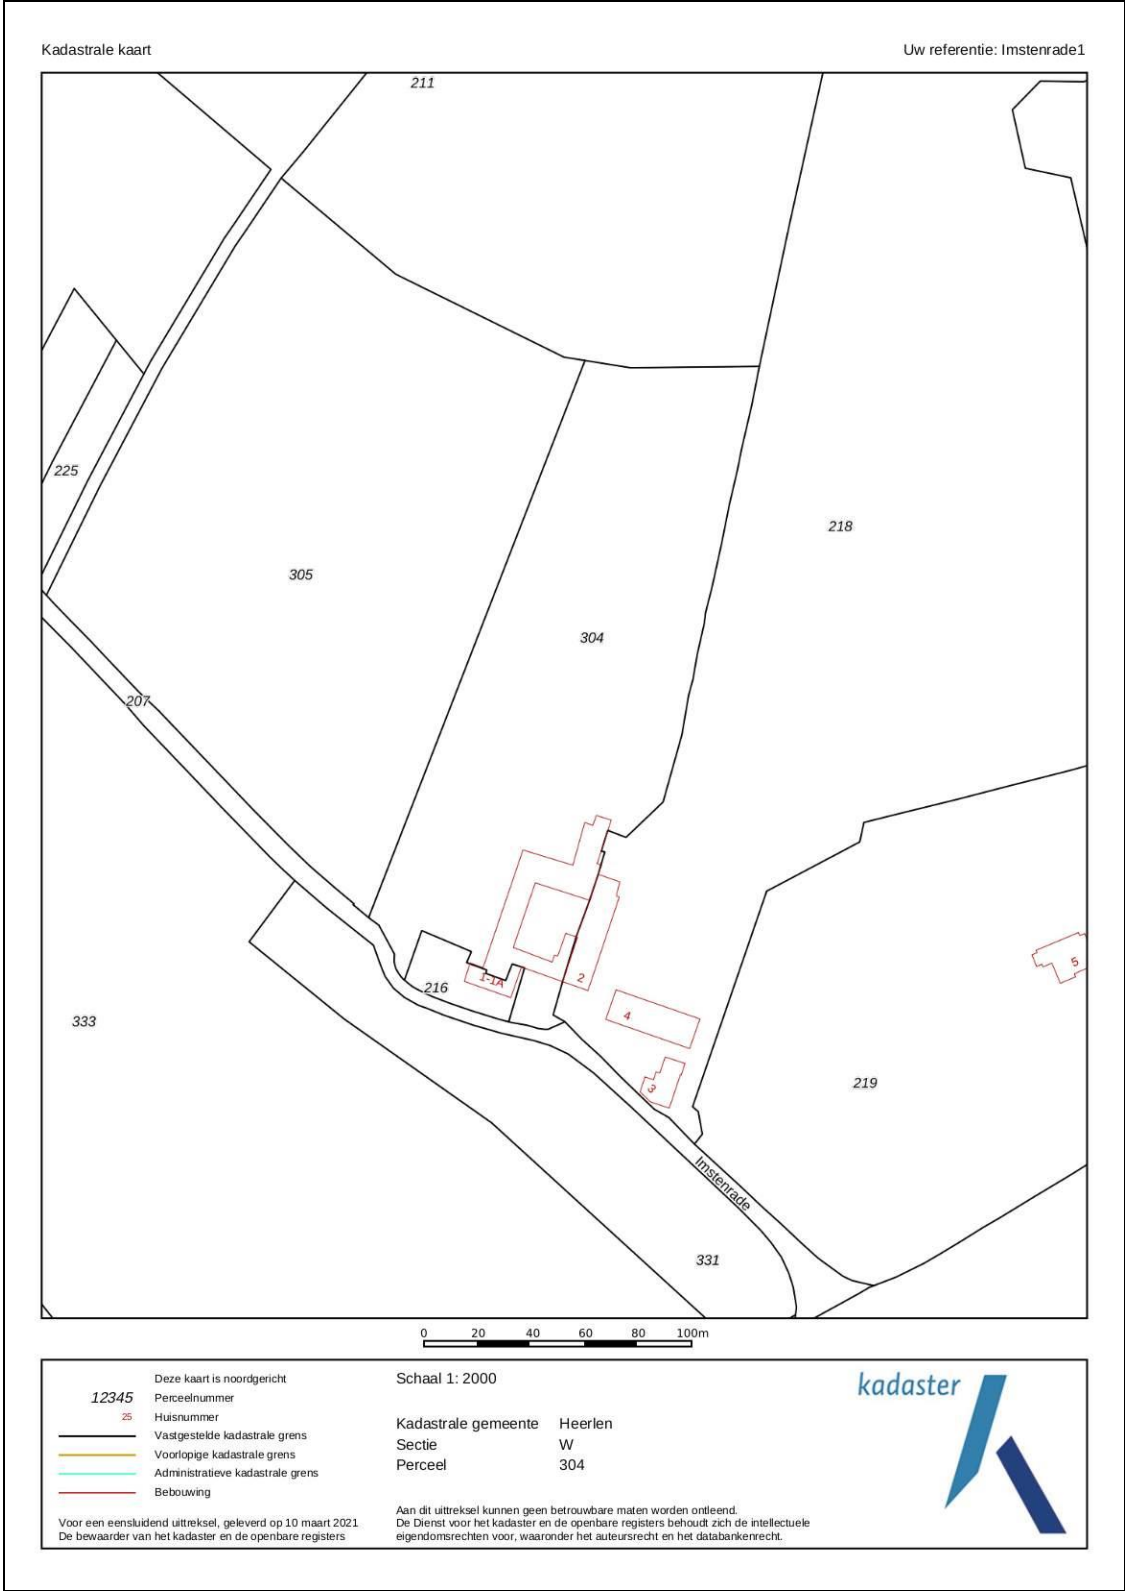 Kadastrale kaart
Uw referentie: Imstenrade1
211
225
218
305
304
207
216
1-1A
2
4
5
3
333
219
Imstenrade
331
0 20 40 60 80 100m
Deze kaart is noordgericht
12345 Perceelnummer
25 Huisnummer
Vastgestelde kadastrale grens
Voorlopige kadastrale grens
Administratieve kadastrale grens
Bebouwing
Voor een eensluidend uittreksel, geleverd op 10 maart 2021
De bewaarder van het kadaster en de openbare registers
Schaal 1: 2000
Kadastrale gemeente Heerlen
Sectie W
Perceel 304
Aan dit uittreksel kunnen geen betrouwbare maten worden ontleend.
De Dienst voor het kadaster en de openbare registers behoudt zich de intellectuele
eigendomsrechten voor, waaronder het auteursrecht en het databankenrecht.
kadaster